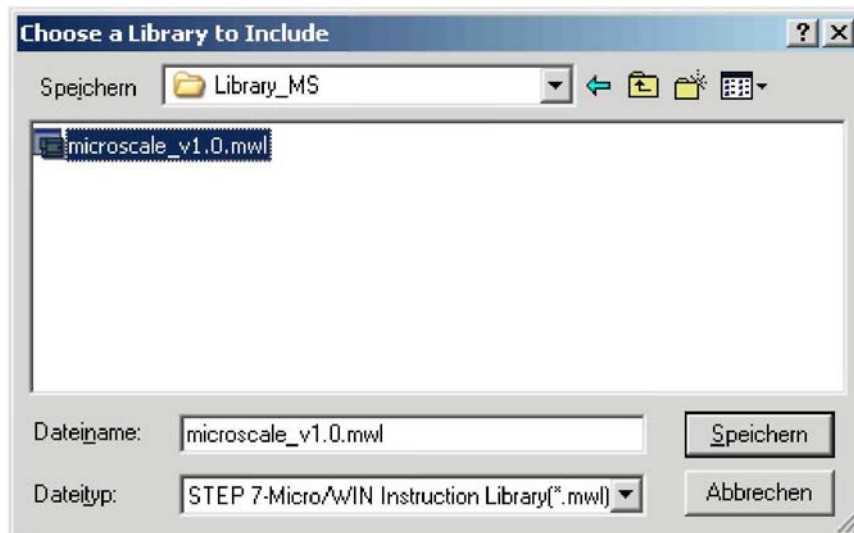 Choose a Library to Include
Speichern Library_MS
microscale_v1.0.mwl
Dateiname: microscale_v1.0.mwl Speichern
Dateityp: STEP 7-Micro/WIN Instruction Library(*.mwl) Abbrechen